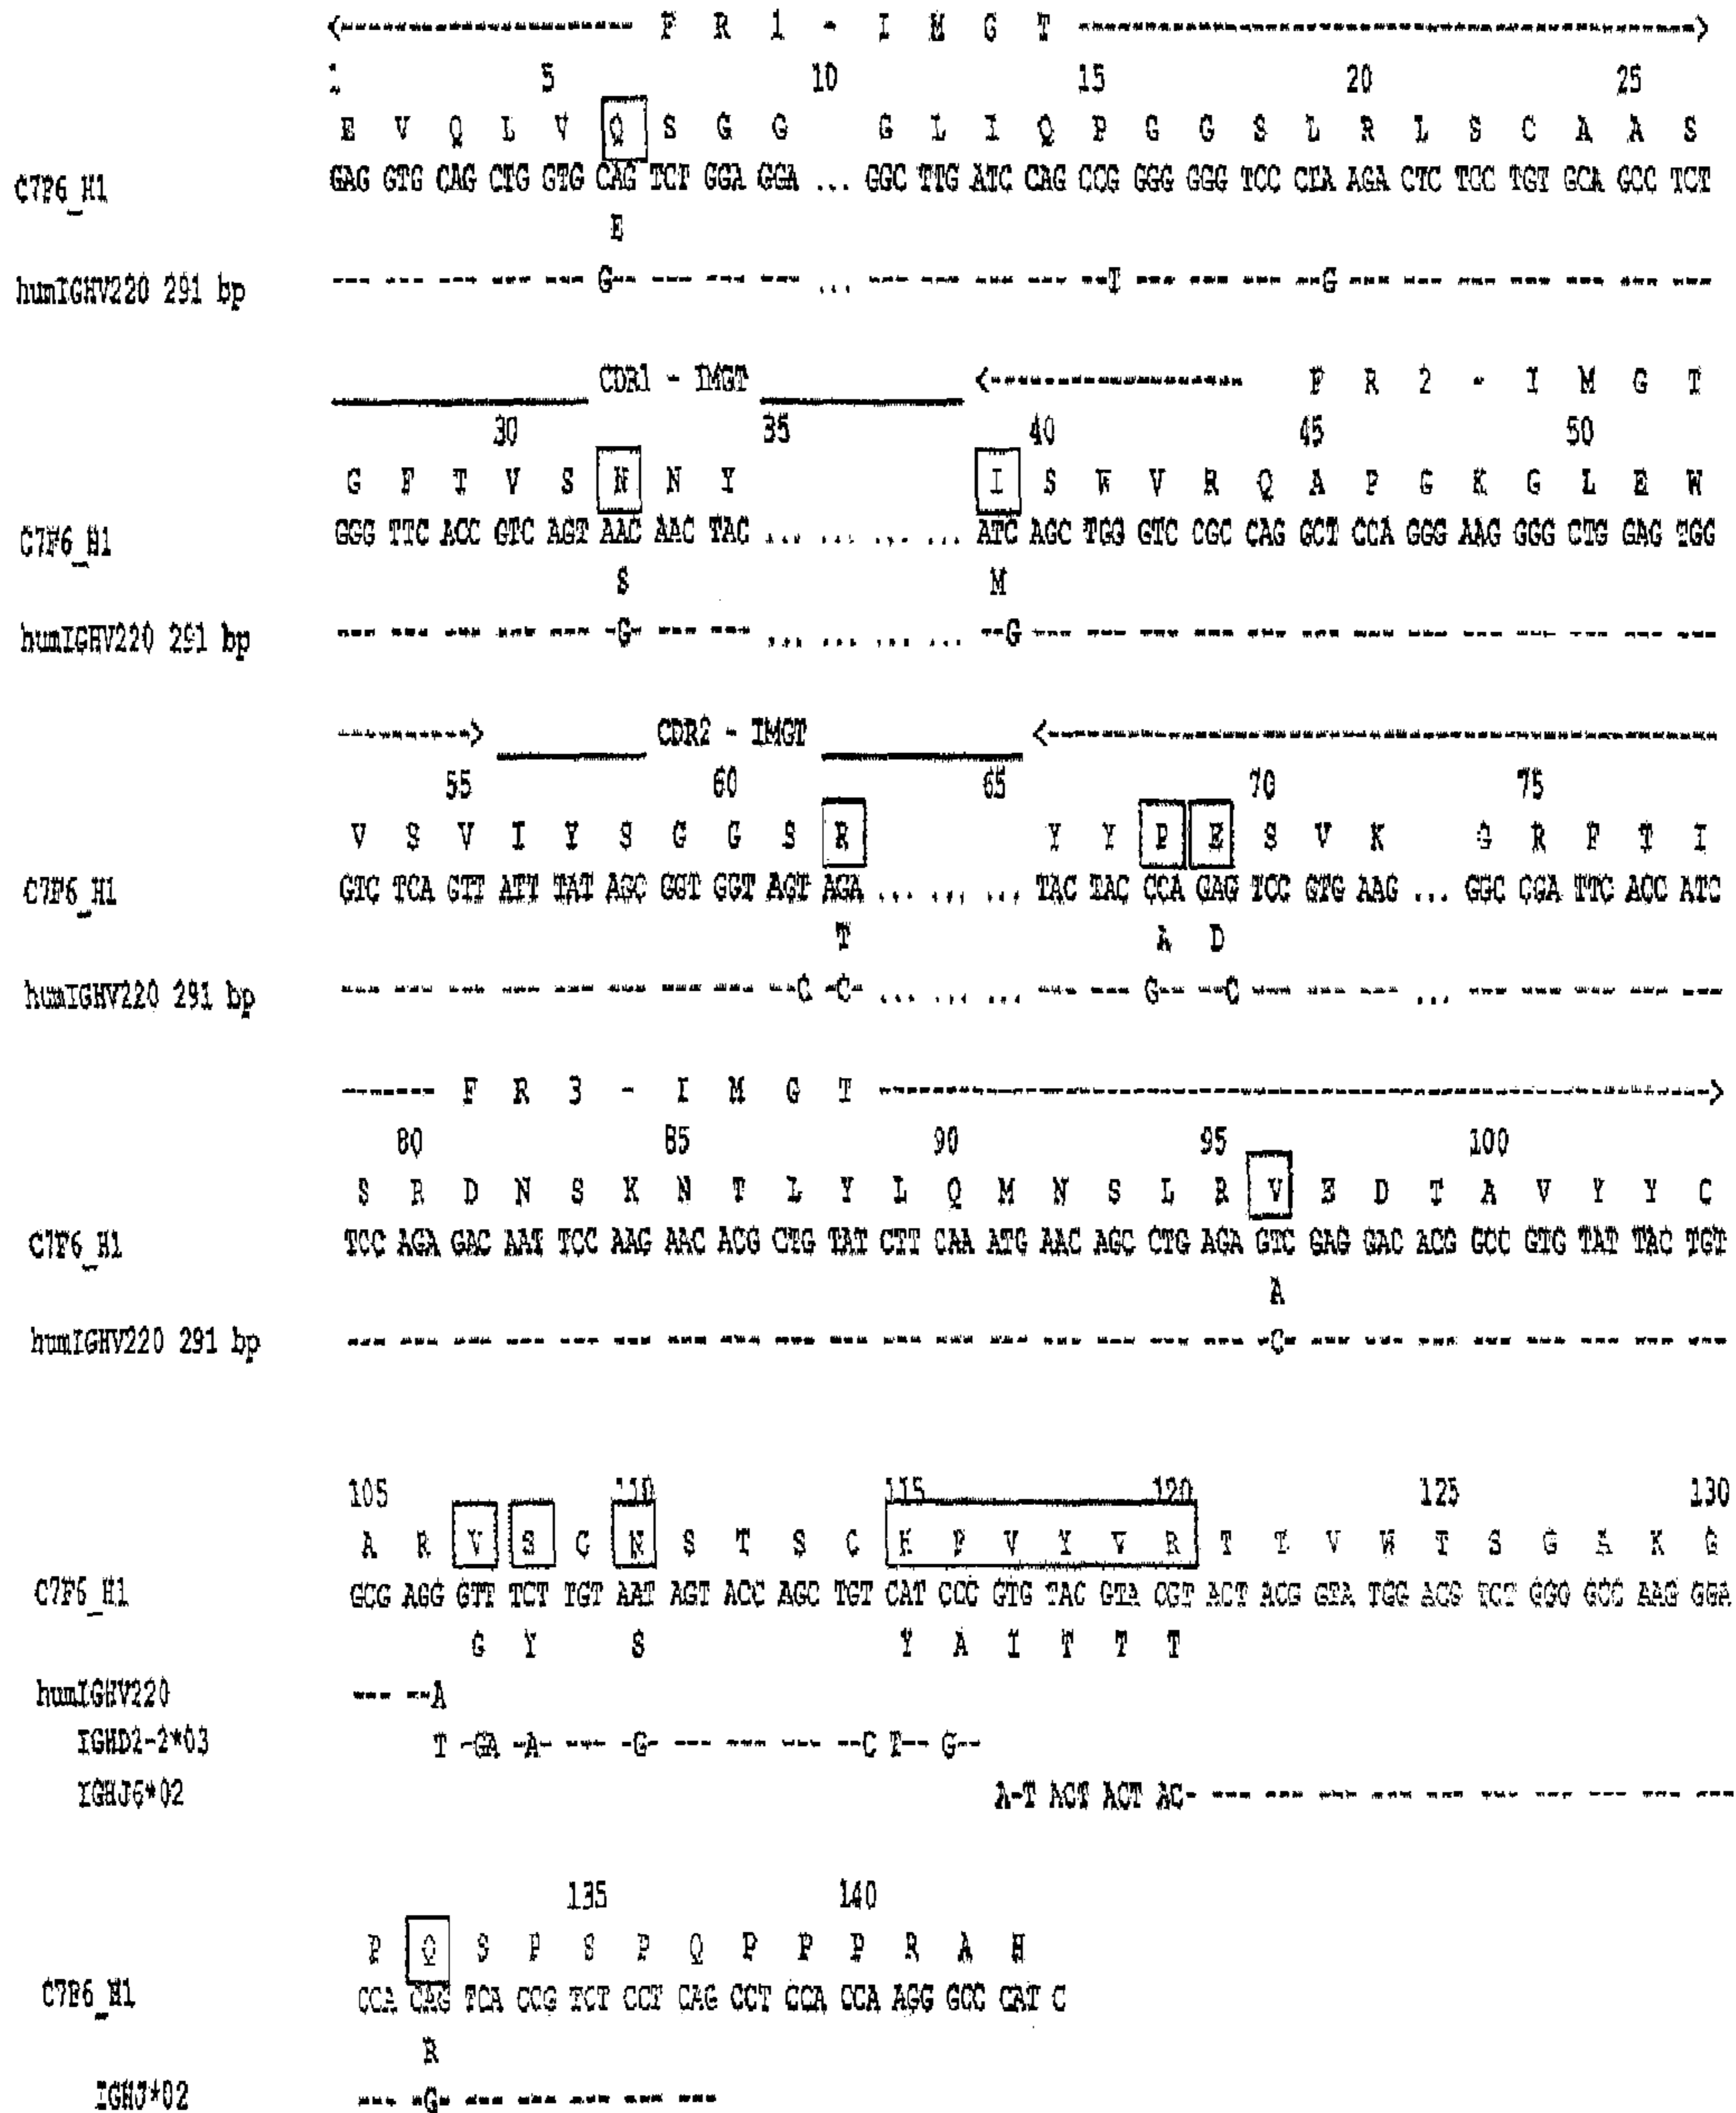 <---------- F R 1 - I M G T ---------->
1 5 10 15 20 25
E V Q L V Q S G G G L I Q P G G S L R L S C A A S
C7F6_H1 GAG GTG CAG CTG GTG CAG TCT GGA GGA ... GGC TTG ATC CAG CCG GGG GGG TCC CTA AGA CTC TCC TGT GCA GCC TCT
E
humIGHV220 291 bp --- --- --- --- --- G-- --- --- --- ... --- --- --- --- --T --- --- --- --G --- --- --- --- --- --- ---
CDR1 - IMGT <---------- F R 2 - I M G T
30 35 40 45 50
G F T V S N N Y I S W V R Q A P G K G L E W
C7F6_H1 GGG TTC ACC GTC AGT AAC AAC TAC ... ... ... ... ATC AGC TGG GTC CGC CAG GCT CCA GGG AAG GGG CTG GAG TGG
S M
humIGHV220 291 bp --- --- --- --- --- -G- --- --- ... ... ... ... --G --- --- --- --- --- --- --- --- --- --- --- --- ---
----------> CDR2 - IMGT <----------
55 60 65 70 75
V S V I Y S G G S R Y Y P E S V K G R F T I
C7F6_H1 GTC TCA GTT ATT TAT AGC GGT GGT AGT AGA ... ... ... TAC TAC CCA GAG TCC GTG AAG ... GGC CGA TTC ACC ATC
T A D
humIGHV220 291 bp --- --- --- --- --- --- --- --- --C -C- ... ... ... --- --- G-- --C --- --- --- ... --- --- --- --- ---
------ F R 3 - I M G T ---------->
80 85 90 95 100
S R D N S K N T L Y L Q M N S L R V E D T A V Y Y C
C7F6_H1 TCC AGA GAC AAT TCC AAG AAC ACG CTG TAT CTT CAA ATG AAC AGC CTG AGA GTC GAG GAC ACG GCC GTG TAT TAC TGT
A
humIGHV220 291 bp --- --- --- --- --- --- --- --- --- --- --- --- --- --- --- --- --- -C- --- --- --- --- --- --- --- ---
105 110 115 120 125 130
A R V S C N S T S C H P V Y V R T T V W T S G A K G
C7F6_H1 GCG AGG GTT TCT TGT AAT AGT ACC AGC TGT CAT CCC GTG TAC GTA CGT ACT ACG GTA TGG ACG TCT GGG GCC AAG GGA
G Y S Y A I T T T
humIGHV220 --- --A
IGHD2-2*03 T -GA -A- --- -G- --- --- --- --C T-- G--
IGHJ6*02 A-T ACT ACT AC- --- --- --- --- --- --- --- --- --- ---
135 140
P Q S P S P Q P P P R A H
C7F6_H1 CCA CAG TCA CCG TCT CCT CAG CCT CCA CCA AGG GCC CAT C
R
IGHJ*02 --- -G- --- --- --- --- ---